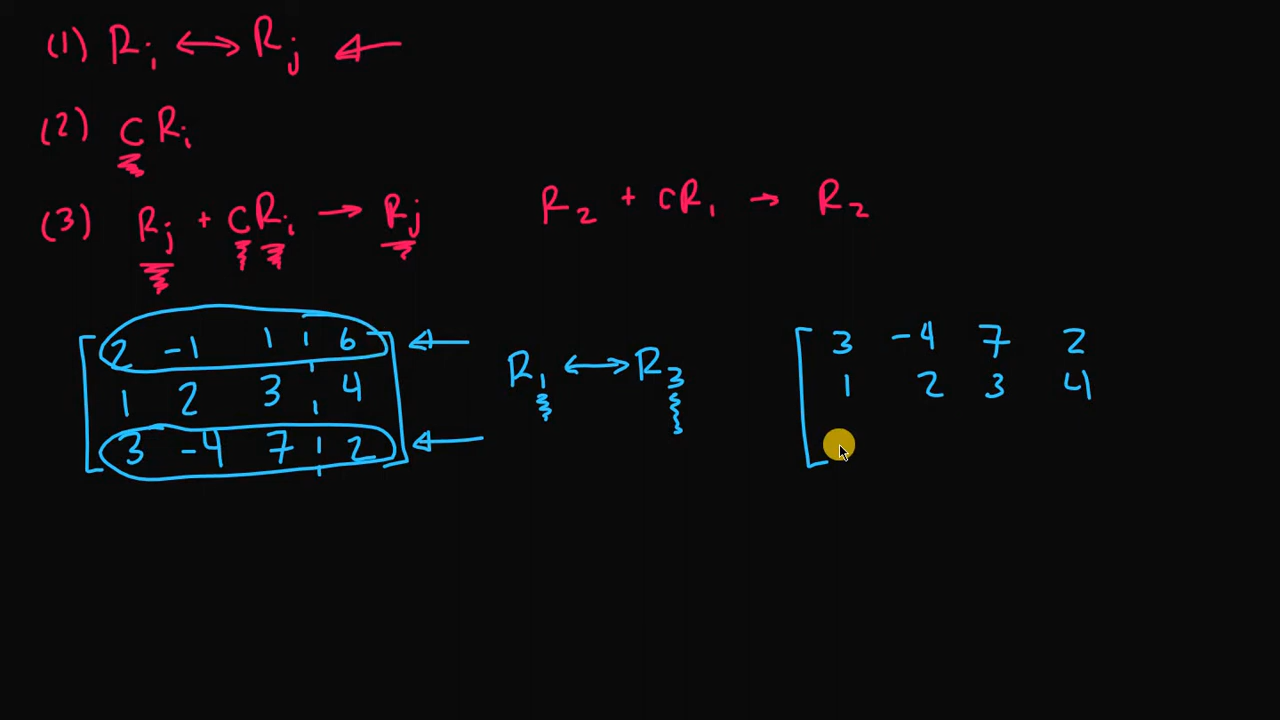 (1) Ri ↔ Rj ←
(2) cRi
(3) Rj + cRi → Rj
R2 + cR1 → R2
[ 2 -1 1 | 6 ] ←
1 2 3 | 4
3 -4 7 | 2 ←
R1 ↔ R3
[ 3 -4 7 2
1 2 3 4